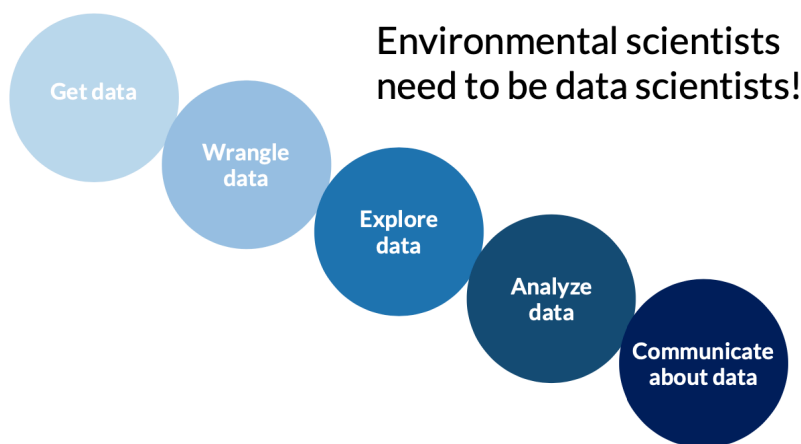 Environmental scientists
need to be data scientists!
Get data
Wrangle
data
Explore
data
Analyze
data
Communicate
about data